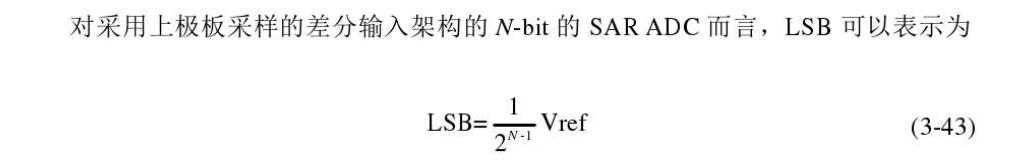 对采用上极板采样的差分输入架构的 N-bit 的 SAR ADC 而言，LSB 可以表示为
LSB=\frac{1}{2^{N-1}}Vref (3-43)